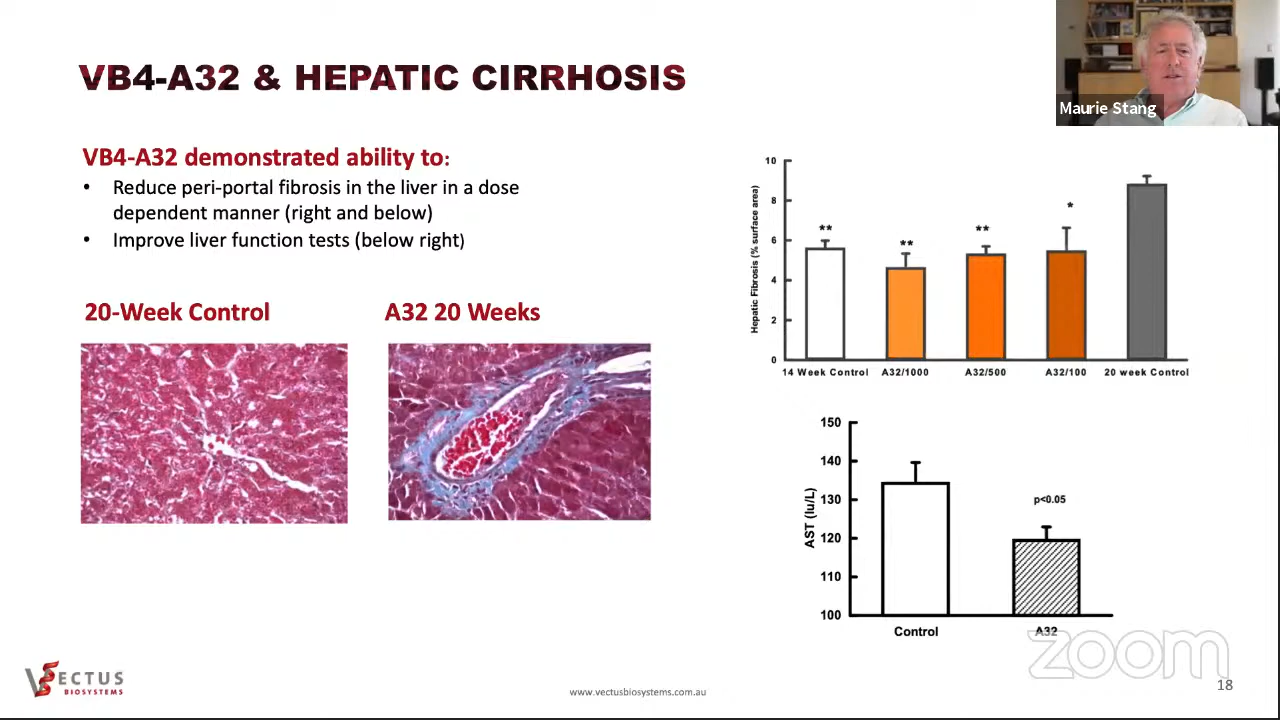 Maurie Stang
VB4-A32 & HEPATIC CIRRHOSIS
VB4-A32 demonstrated ability to:
• Reduce peri-portal fibrosis in the liver in a dose
dependent manner (right and below)
• Improve liver function tests (below right)
20-Week Control
A32 20 Weeks
Hepatic Fibrosis (% surface area)
10
8
6
4
2
0
**
**
**
*
14 Week Control
A32/1000
A32/500
A32/100
20 week Control
AST (Iu/L)
150
140
130
120
110
100
p<0.05
Control
A32
zoom
VECTUS
BIOSYSTEMS
www.vectusbiosystems.com.au
18